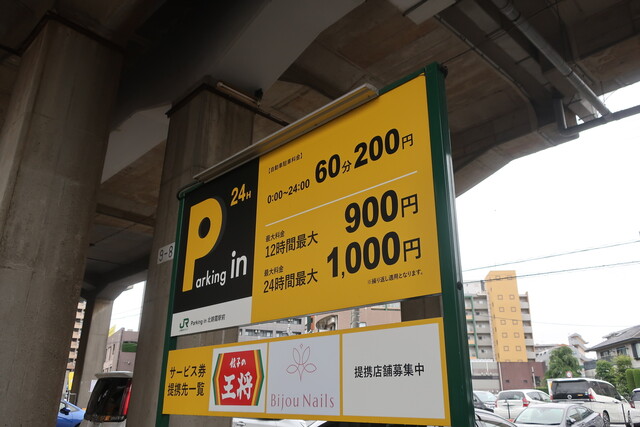 Parking in
24H
【自動車駐車料金】
0:00~24:00 60分200円
最大料金
12時間最大 900円
最大料金
24時間最大 1,000円
※繰り返し適用となります。
JR Parking in
サービス券
提携先一覧
餃子の
王将
Bijou Nails
提携店舗募集中
9-8